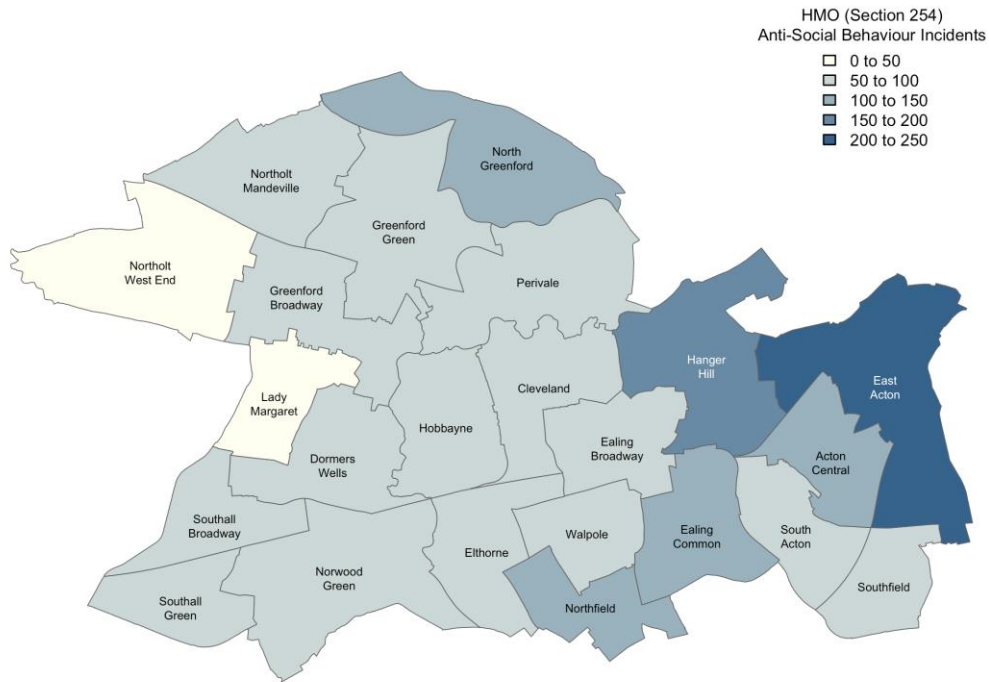 HMO (Section 254)
Anti-Social Behaviour Incidents
0 to 50
50 to 100
100 to 150
150 to 200
200 to 250
North
Greenford
Northolt
Mandeville
Greenford
Green
Northolt
West End
Greenford
Broadway
Perivale
Hanger
Hill
East
Acton
Lady
Margaret
Cleveland
Hobbayne
Ealing
Broadway
Dormers
Wells
Acton
Central
Southall
Broadway
Walpole
Ealing
Common
South
Acton
Elthorne
Norwood
Green
Southfield
Southall
Green
Northfield